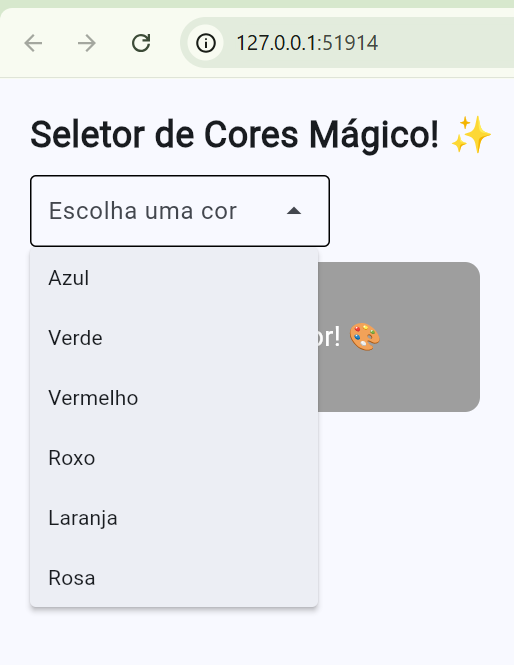 127.0.0.1:51914
Seletor de Cores Mágico! ✨
Escolha uma cor
or! 🎨
Azul
Verde
Vermelho
Roxo
Laranja
Rosa